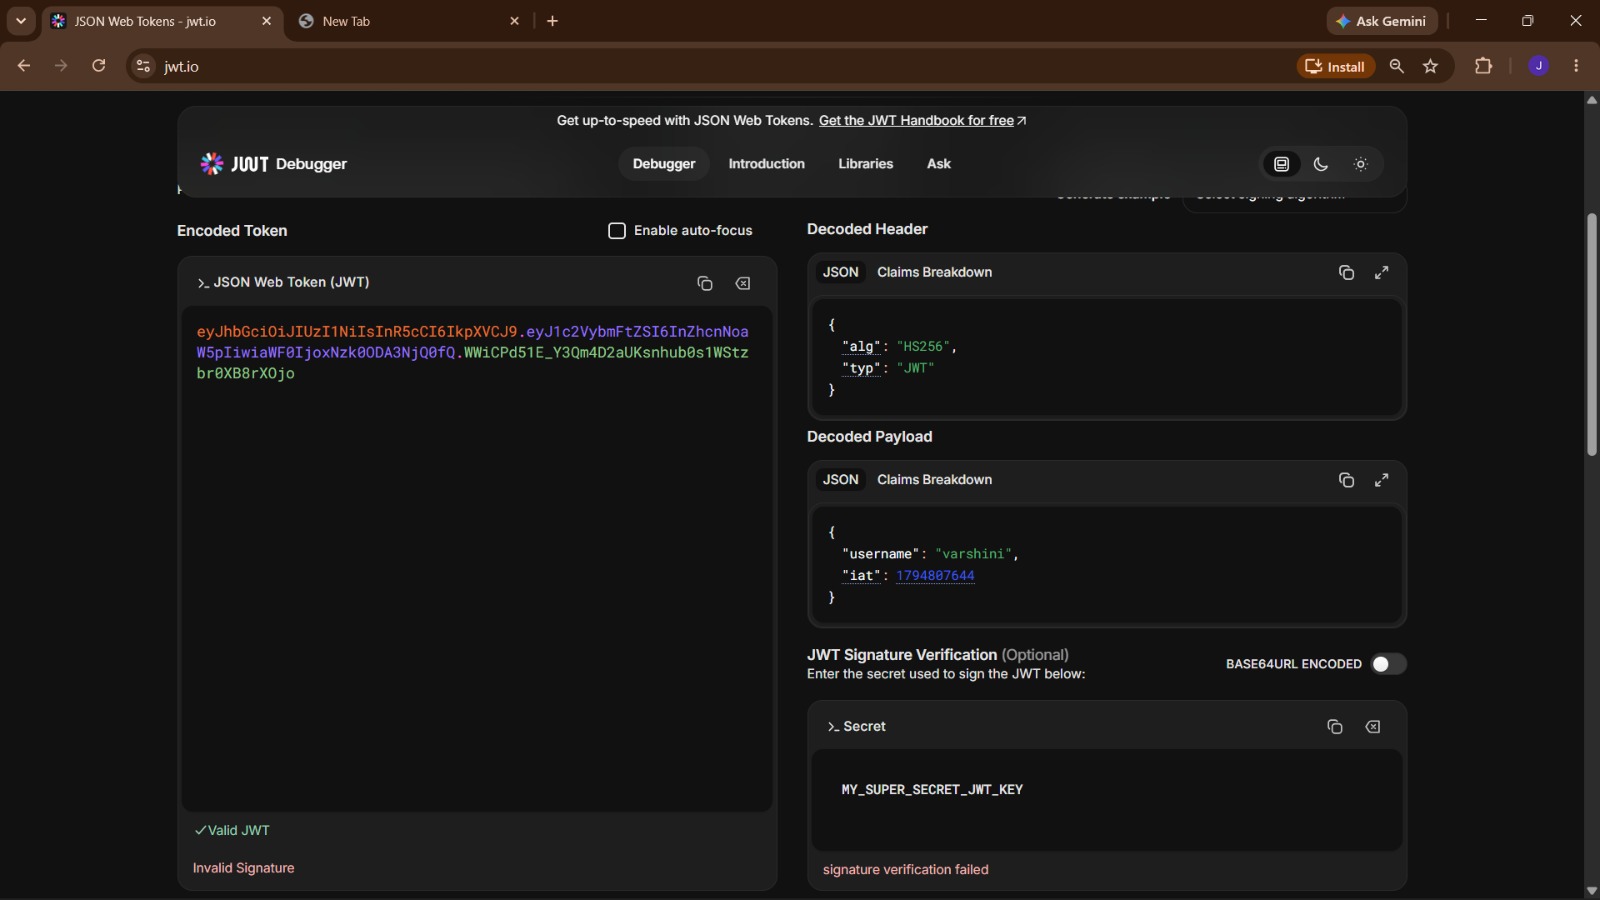 JSON Web Tokens - jwt.io
New Tab
Ask Gemini
jwt.io
Install
J
Get up-to-speed with JSON Web Tokens. Get the JWT Handbook for free
JWT Debugger
Debugger
Introduction
Libraries
Ask
Encoded Token
Enable auto-focus
>_ JSON Web Token (JWT)
eyJhbGciOiJIUzI1NiIsInR5cCI6IkpXVCJ9.eyJ1c2VybmFtZSI6InZhcnNoa
W5pIiwiaWF0IjoxNzk0ODA3NjQ0fQ.WWiCPd51E_Y3Qm4D2aUKsnhub0s1WStz
br0XB8rXOjo
✓Valid JWT
Invalid Signature
Decoded Header
JSON
Claims Breakdown
{
"alg": "HS256",
"typ": "JWT"
}
Decoded Payload
JSON
Claims Breakdown
{
"username": "varshini",
"iat": 1794807644
}
JWT Signature Verification (Optional)
Enter the secret used to sign the JWT below:
BASE64URL ENCODED
>_ Secret
MY_SUPER_SECRET_JWT_KEY
signature verification failed